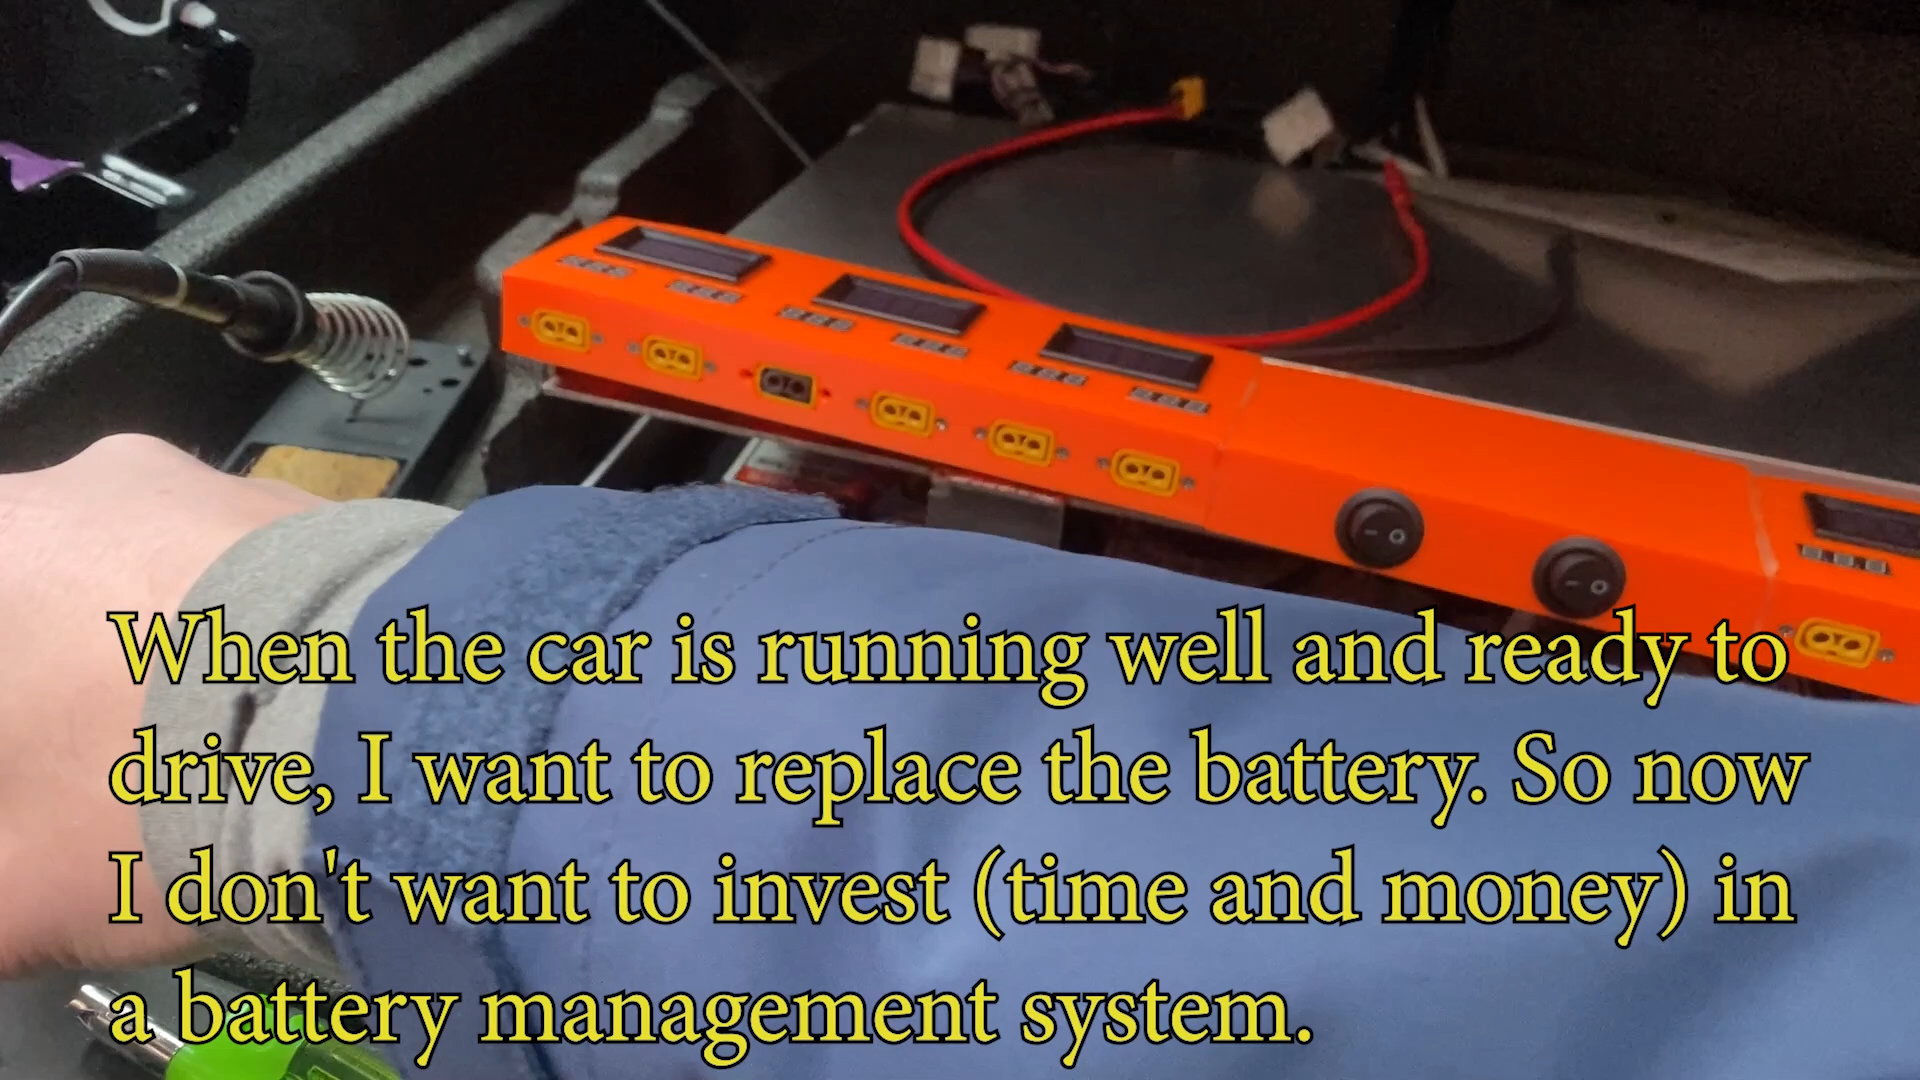 When the car is running well and ready to
drive, I want to replace the battery. So now
I don't want to invest (time and money) in
a battery management system.